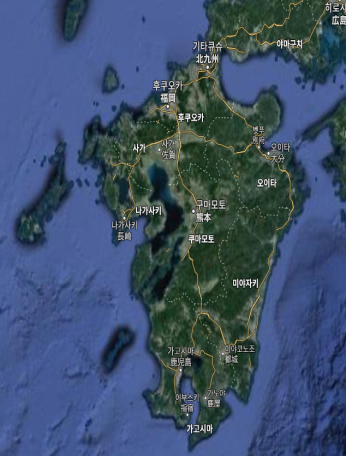 히로시
広島
기타큐슈
北九州
야마구치
후쿠오카
福岡
후쿠오카
벳푸
別府
사가
사가
佐賀
오이타
大分
오이타
나가사키
나가사키
長崎
구마모토
熊本
쿠마모토
미야자키
가고시마
鹿児島
미야코노조
都城
이부스키
指宿
가노야
鹿屋
가고시마